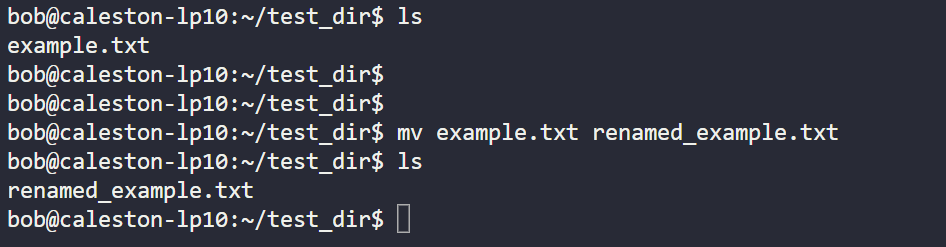 bob@caleston-lp10:~/test_dir$ ls
example.txt
bob@caleston-lp10:~/test_dir$
bob@caleston-lp10:~/test_dir$
bob@caleston-lp10:~/test_dir$ mv example.txt renamed_example.txt
bob@caleston-lp10:~/test_dir$ ls
renamed_example.txt
bob@caleston-lp10:~/test_dir$